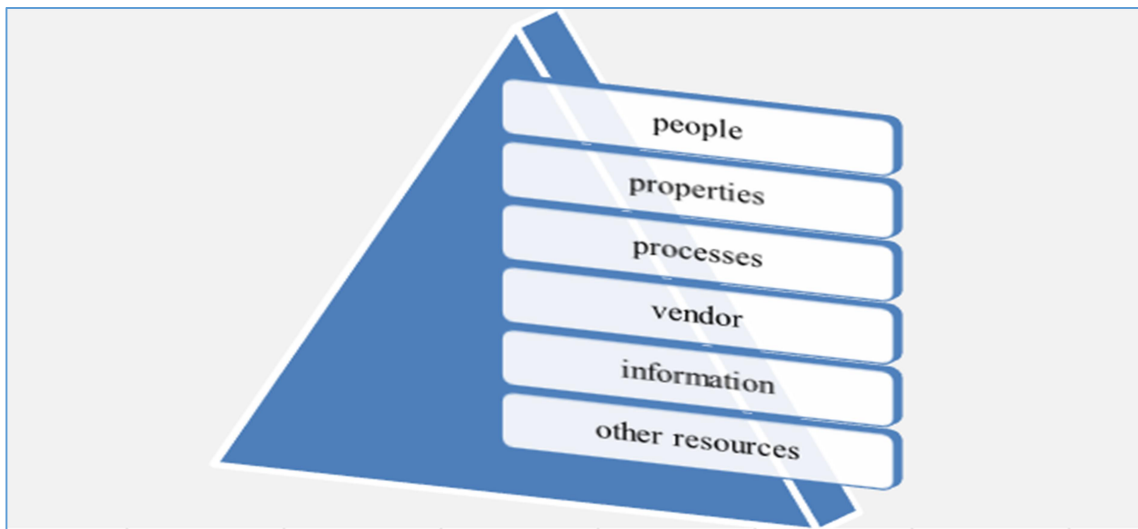 people
properties
processes
vendor
information
other resources